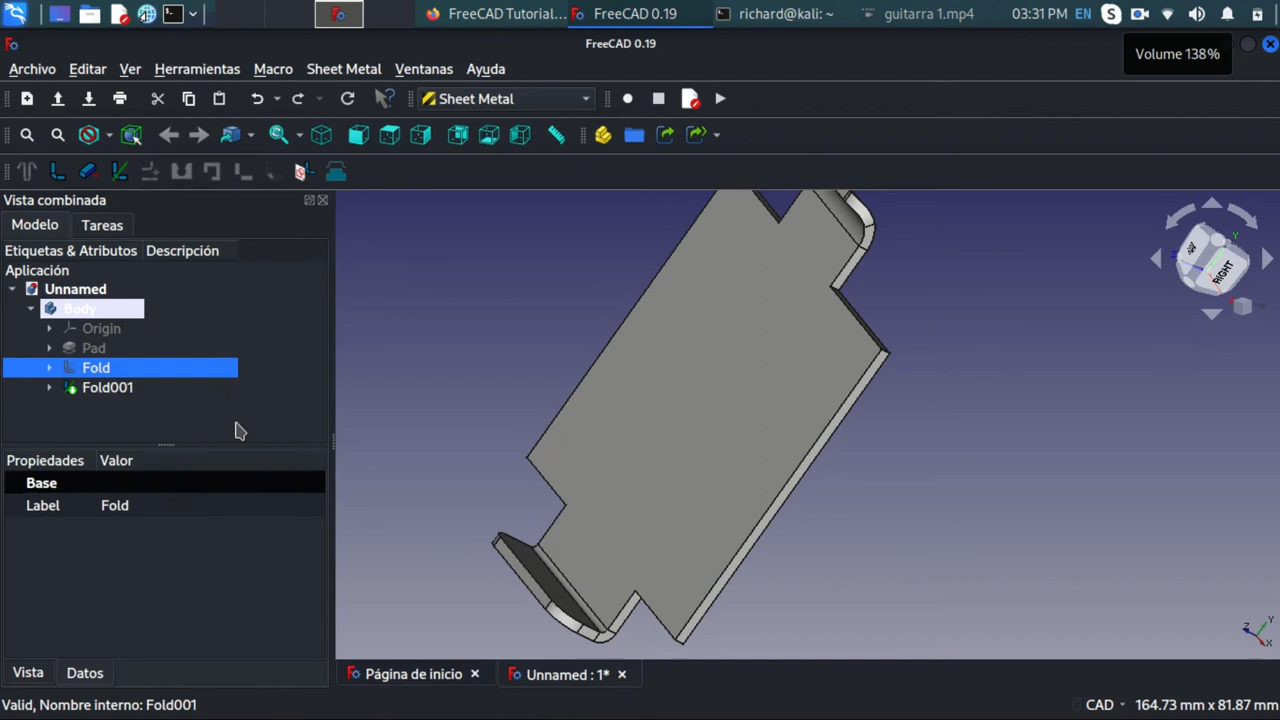 FreeCAD Tutorial...
FreeCAD 0.19
richard@kali: ~
guitarra 1.mp4
03:31 PM
EN
FreeCAD 0.19
Volume 138%
Archivo Editar Ver Herramientas Macro Sheet Metal Ventanas Ayuda
Sheet Metal
Vista combinada
Modelo Tareas
Etiquetas & Atributos Descripción
Aplicación
Unnamed
Body
Origin
Pad
Fold
Fold001
Propiedades Valor
Base
Label Fold
RIGHT
Z Y
Z Y X
Vista Datos
Página de inicio
Unnamed : 1*
Valid, Nombre interno: Fold001
CAD 164.73 mm x 81.87 mm